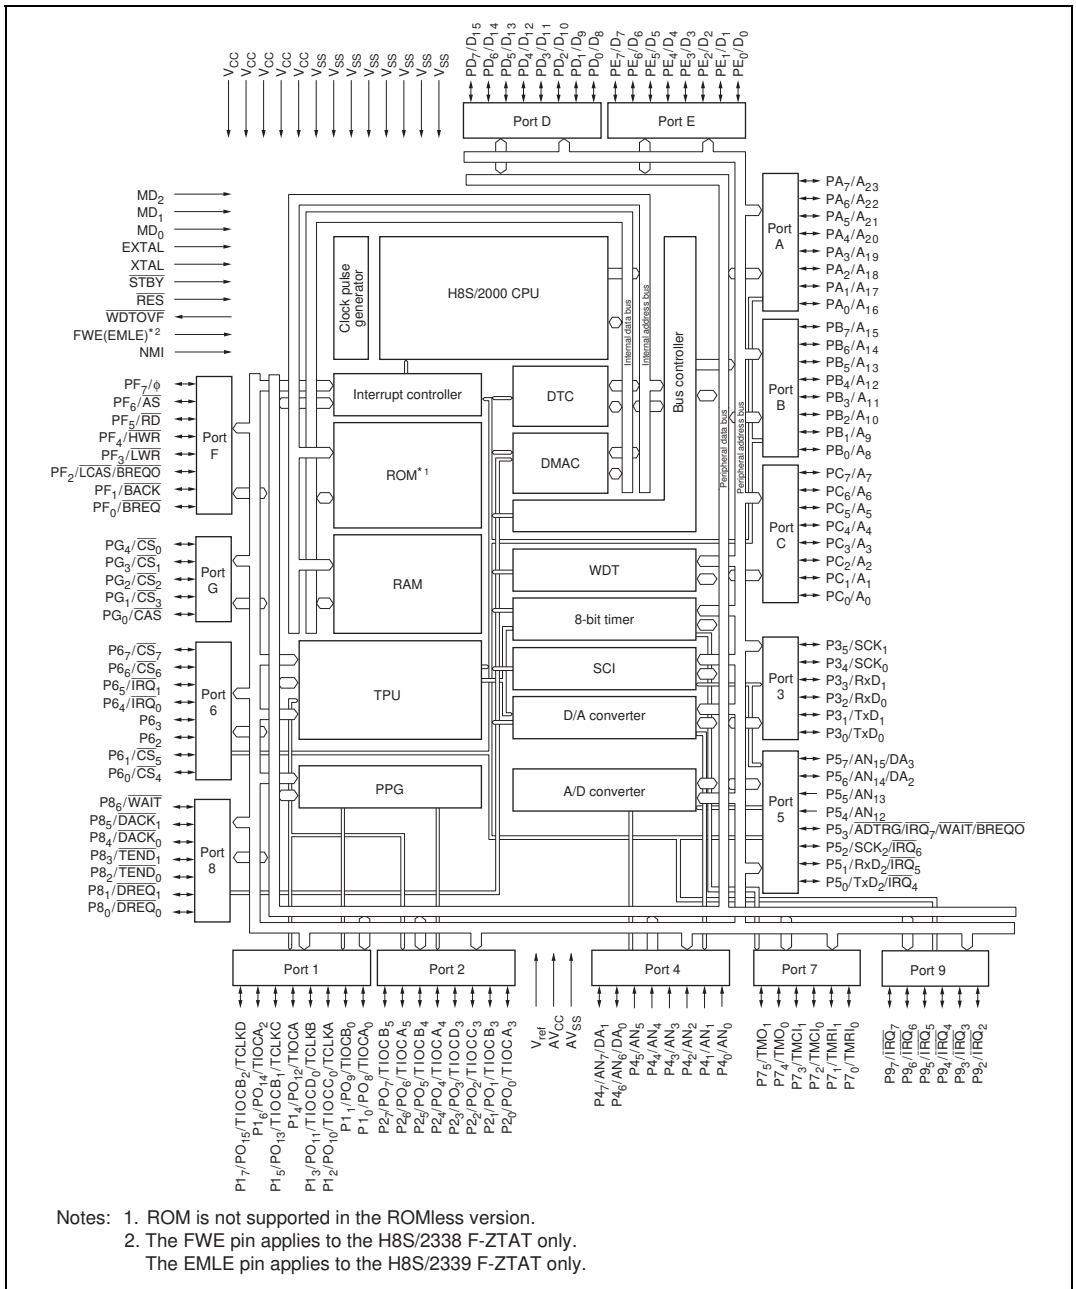 VCC
VCC
VCC
VCC
VCC
VSS
VSS
VSS
VSS
VSS
VSS
VSS
VSS
PD7/D15
PD6/D14
PD5/D13
PD4/D12
PD3/D11
PD2/D10
PD1/D9
PD0/D8
PE7/D7
PE6/D6
PE5/D5
PE4/D4
PE3/D3
PE2/D2
PE1/D1
PE0/D0
Port D
Port E
MD2
MD1
MD0
EXTAL
XTAL
STBY
RES
WDTOVF
FWE(EMLE)*2
NMI
Clock pulse generator
H8S/2000 CPU
Internal data bus
Internal address bus
Bus controller
Peripheral data bus
Peripheral address bus
Port A
PA7/A23
PA6/A22
PA5/A21
PA4/A20
PA3/A19
PA2/A18
PA1/A17
PA0/A16
Port B
PB7/A15
PB6/A14
PB5/A13
PB4/A12
PB3/A11
PB2/A10
PB1/A9
PB0/A8
Port C
PC7/A7
PC6/A6
PC5/A5
PC4/A4
PC3/A3
PC2/A2
PC1/A1
PC0/A0
PF7/ϕ
PF6/AS
PF5/RD
PF4/HWR
PF3/LWR
PF2/LCAS/BREQO
PF1/BACK
PF0/BREQ
Port F
Interrupt controller
DTC
ROM*1
DMAC
PG4/CS0
PG3/CS1
PG2/CS2
PG1/CS3
PG0/CAS
Port G
RAM
WDT
8-bit timer
P67/CS7
P66/CS6
P65/IRQ1
P64/IRQ0
P63
P62
P61/CS5
P60/CS4
Port 6
TPU
SCI
D/A converter
Port 3
P35/SCK1
P34/SCK0
P33/RxD1
P32/RxD0
P31/TxD1
P30/TxD0
PPG
A/D converter
P86/WAIT
P85/DACK1
P84/DACK0
P83/TEND1
P82/TEND0
P81/DREQ1
P80/DREQ0
Port 8
Port 5
P57/AN15/DA3
P56/AN14/DA2
P55/AN13
P54/AN12
P53/ADTRG/IRQ7/WAIT/BREQO
P52/SCK2/IRQ6
P51/RxD2/IRQ5
P50/TxD2/IRQ4
Port 1
Port 2
Port 4
Port 7
Port 9
P17/PO15/TIOCB2/TCLKD
P16/PO14/TIOCA2
P15/PO13/TIOCB1/TCLKC
P14/PO12/TIOCA
P13/PO11/TIOCD0/TCLKB
P12/PO10/TIOCC0/TCLKA
P11/PO9/TIOCB0
P10/PO8/TIOCA0
P27/PO7/TIOCB5
P26/PO6/TIOCA5
P25/PO5/TIOCB4
P24/PO4/TIOCA4
P23/PO3/TIOCD3
P22/PO2/TIOCC3
P21/PO1/TIOCB3
P20/PO0/TIOCA3
Vref
AVCC
AVSS
P47/AN7/DA1
P46/AN6/DA0
P45/AN5
P44/AN4
P43/AN3
P42/AN2
P41/AN1
P40/AN0
P75/TMO1
P74/TMO0
P73/TMCI1
P72/TMCI0
P71/TMRI1
P70/TMRI0
P97/IRQ7
P96/IRQ6
P95/IRQ5
P94/IRQ4
P93/IRQ3
P92/IRQ2
Notes: 1. ROM is not supported in the ROMless version.
2. The FWE pin applies to the H8S/2338 F-ZTAT only.
The EMLE pin applies to the H8S/2339 F-ZTAT only.